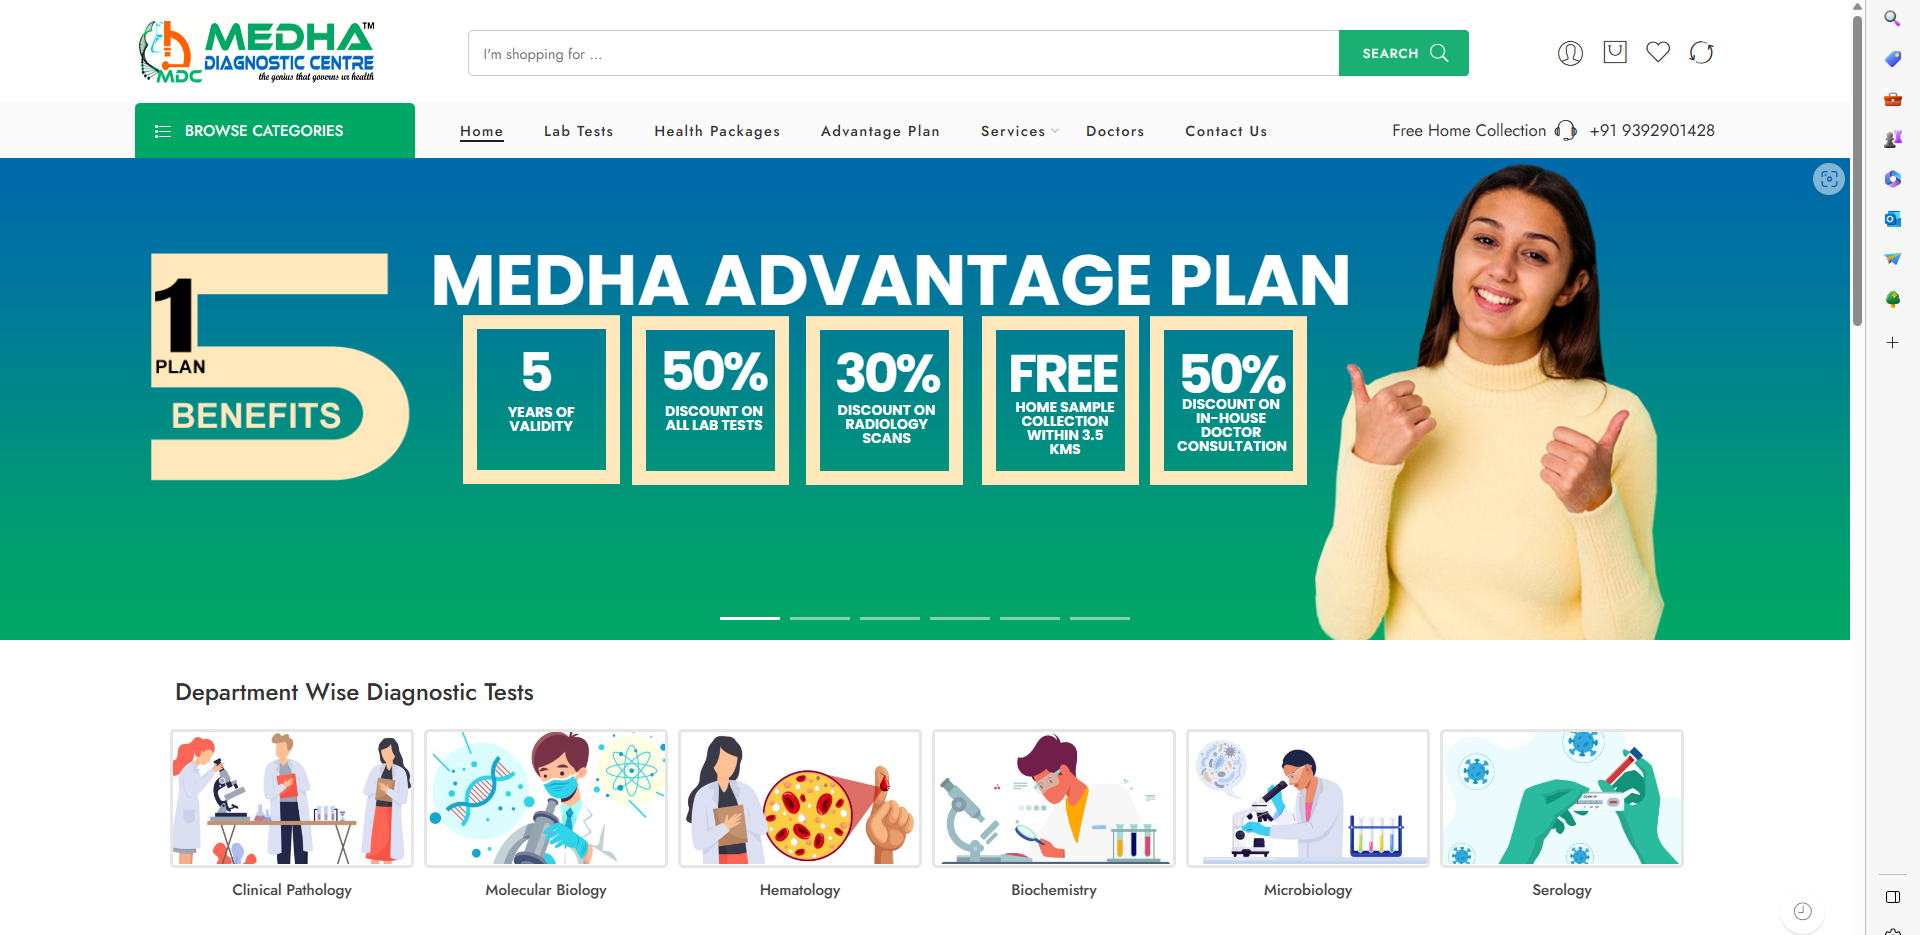 MEDHA™
DIAGNOSTIC CENTRE
MDC
the genius that governs ur health
I'm shopping for ...
SEARCH
BROWSE CATEGORIES
Home
Lab Tests
Health Packages
Advantage Plan
Services
Doctors
Contact Us
Free Home Collection
+91 9392901428
1
PLAN
5
BENEFITS
MEDHA ADVANTAGE PLAN
5
YEARS OF
VALIDITY
50%
DISCOUNT ON
ALL LAB TESTS
30%
DISCOUNT ON
RADIOLOGY
SCANS
FREE
HOME SAMPLE
COLLECTION
WITHIN 3.5
KMS
50%
DISCOUNT ON
IN-HOUSE
DOCTOR
CONSULTATION
Department Wise Diagnostic Tests
Clinical Pathology
Molecular Biology
Hematology
Biochemistry
Microbiology
Serology